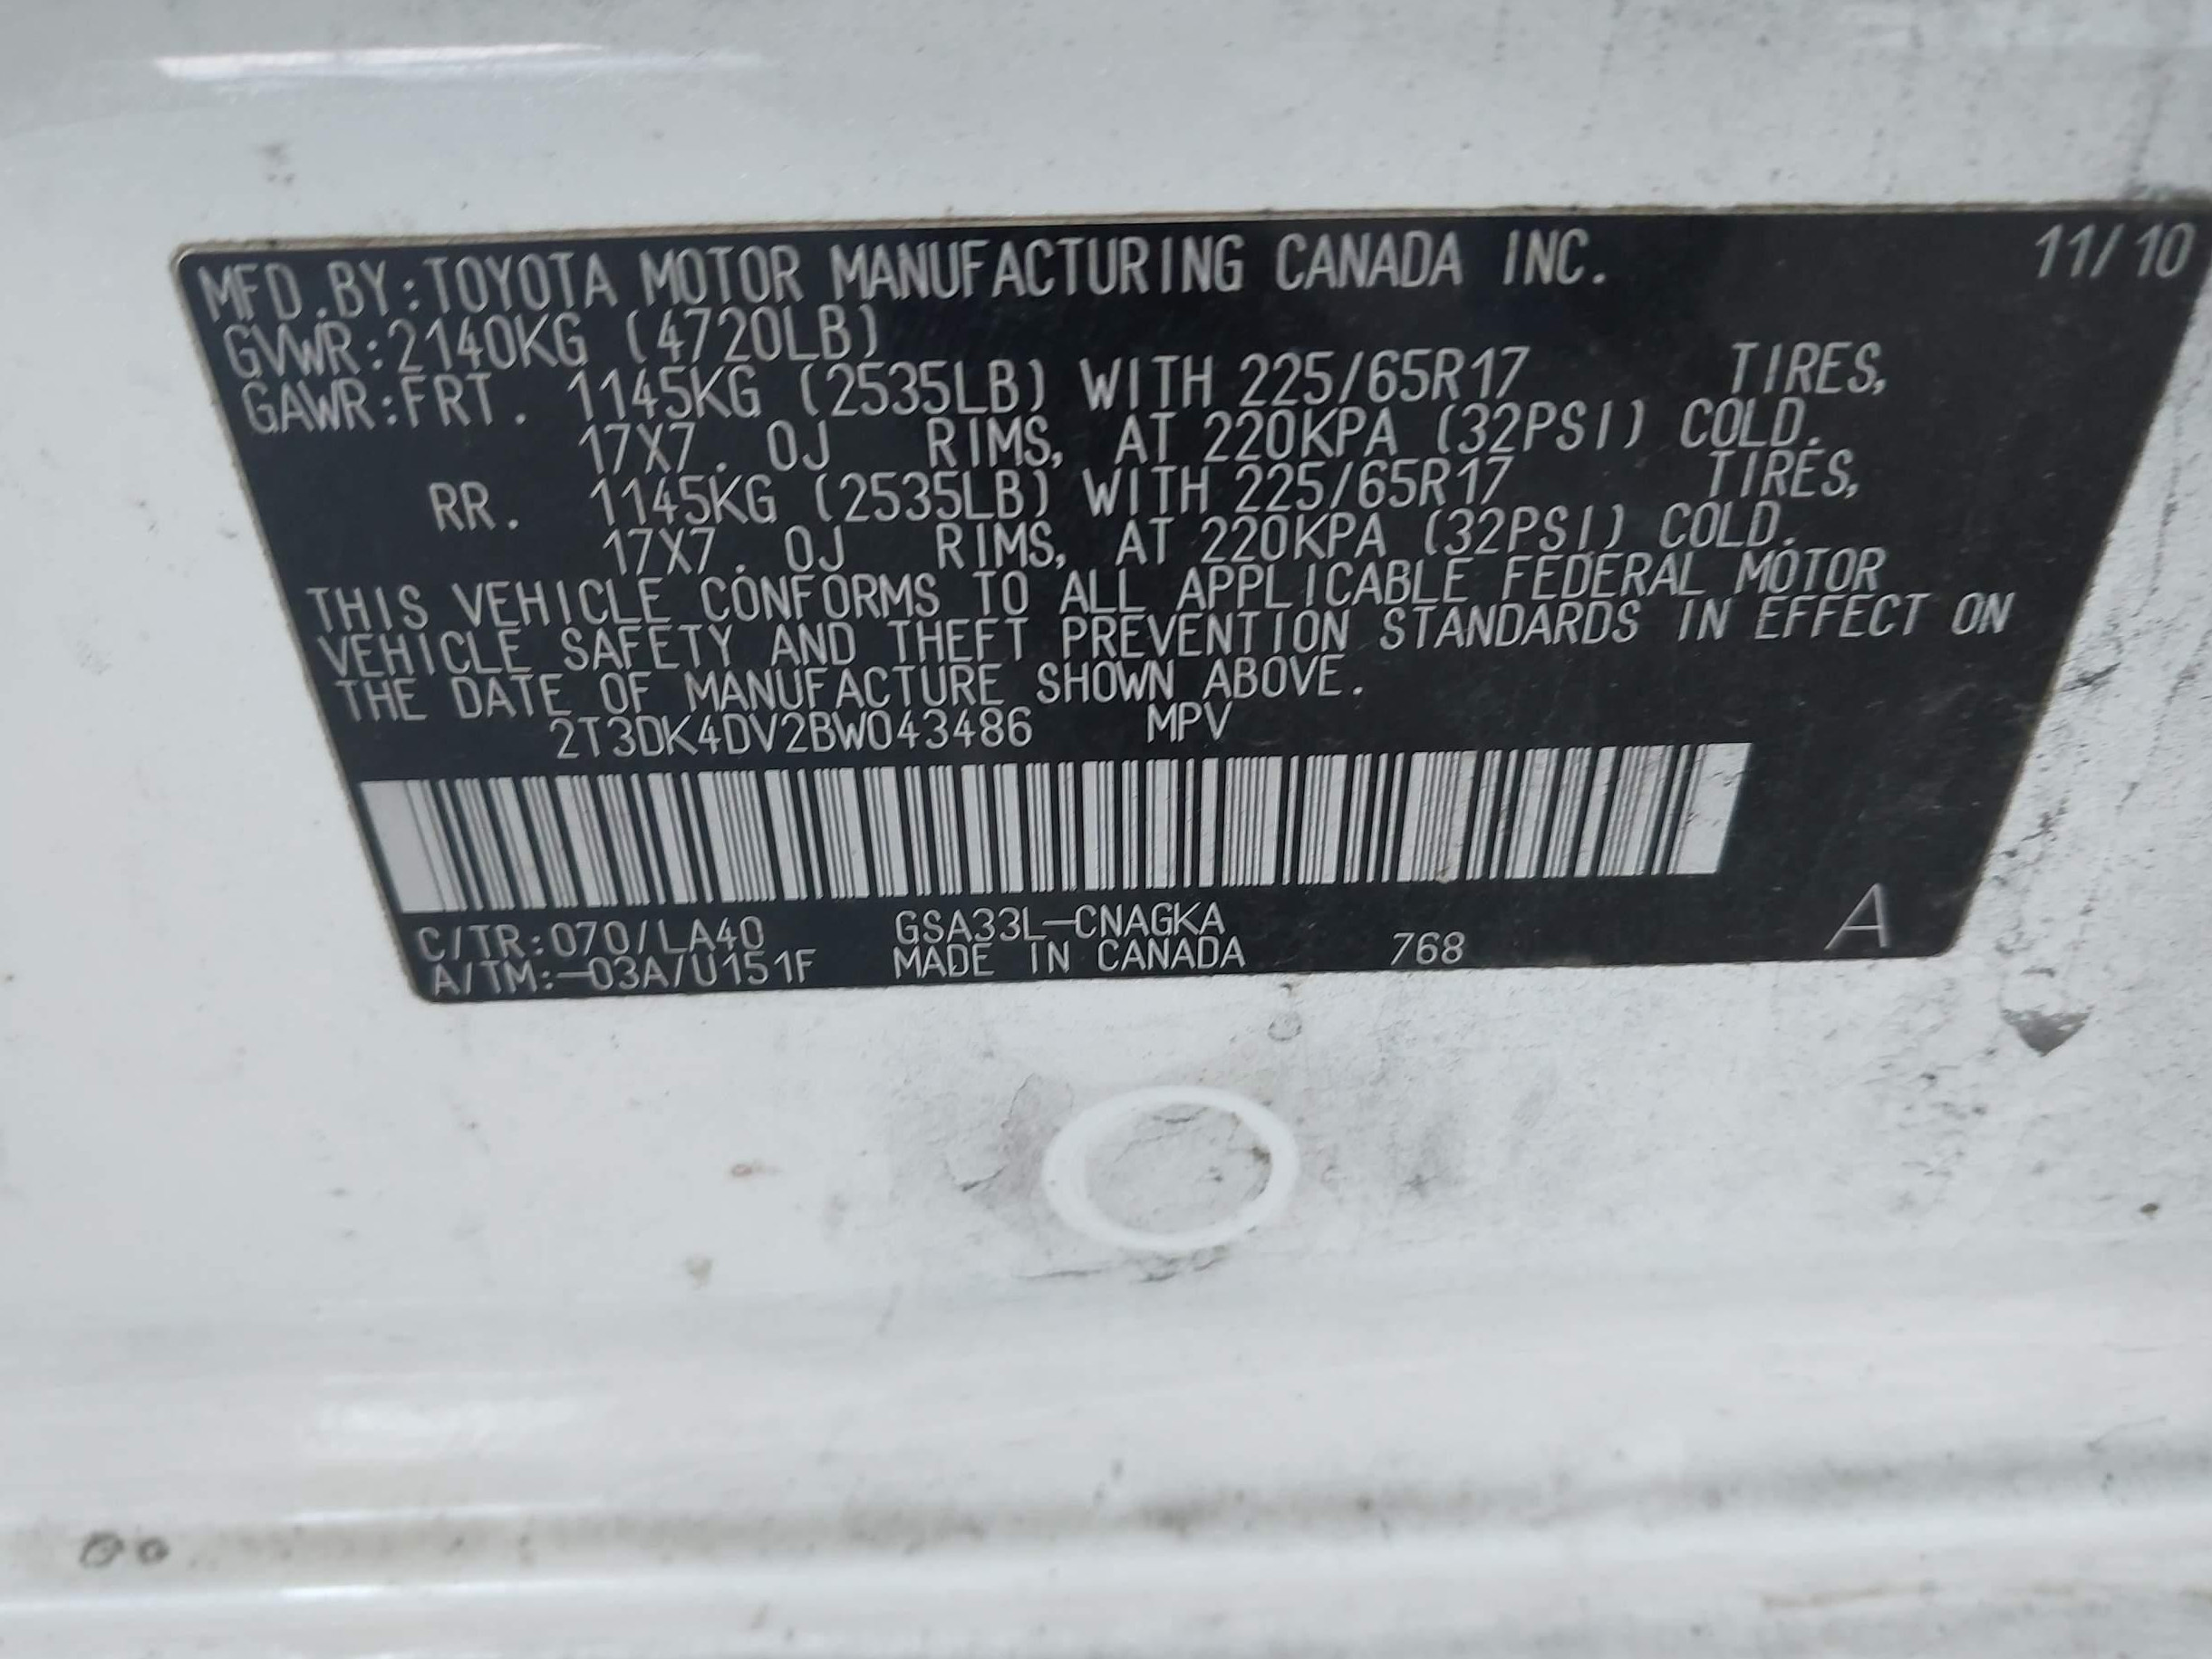 MFD.BY:TOYOTA MOTOR MANUFACTURING CANADA INC. 11/10
GVWR:2140KG (4720LB)
GAWR:FRT. 1145KG (2535LB) WITH 225/65R17 TIRES,
17X7. 0J RIMS, AT 220KPA (32PSI) COLD.
RR. 1145KG (2535LB) WITH 225/65R17 TIRES,
17X7. 0J RIMS, AT 220KPA (32PSI) COLD.
THIS VEHICLE CONFORMS TO ALL APPLICABLE FEDERAL MOTOR
VEHICLE SAFETY AND THEFT PREVENTION STANDARDS IN EFFECT ON
THE DATE OF MANUFACTURE SHOWN ABOVE.
2T3DK4DV2BW043486 MPV
C/TR:070/LA40 GSA33L-CNAGKA
A/TM:-03A/U151F MADE IN CANADA 768 A